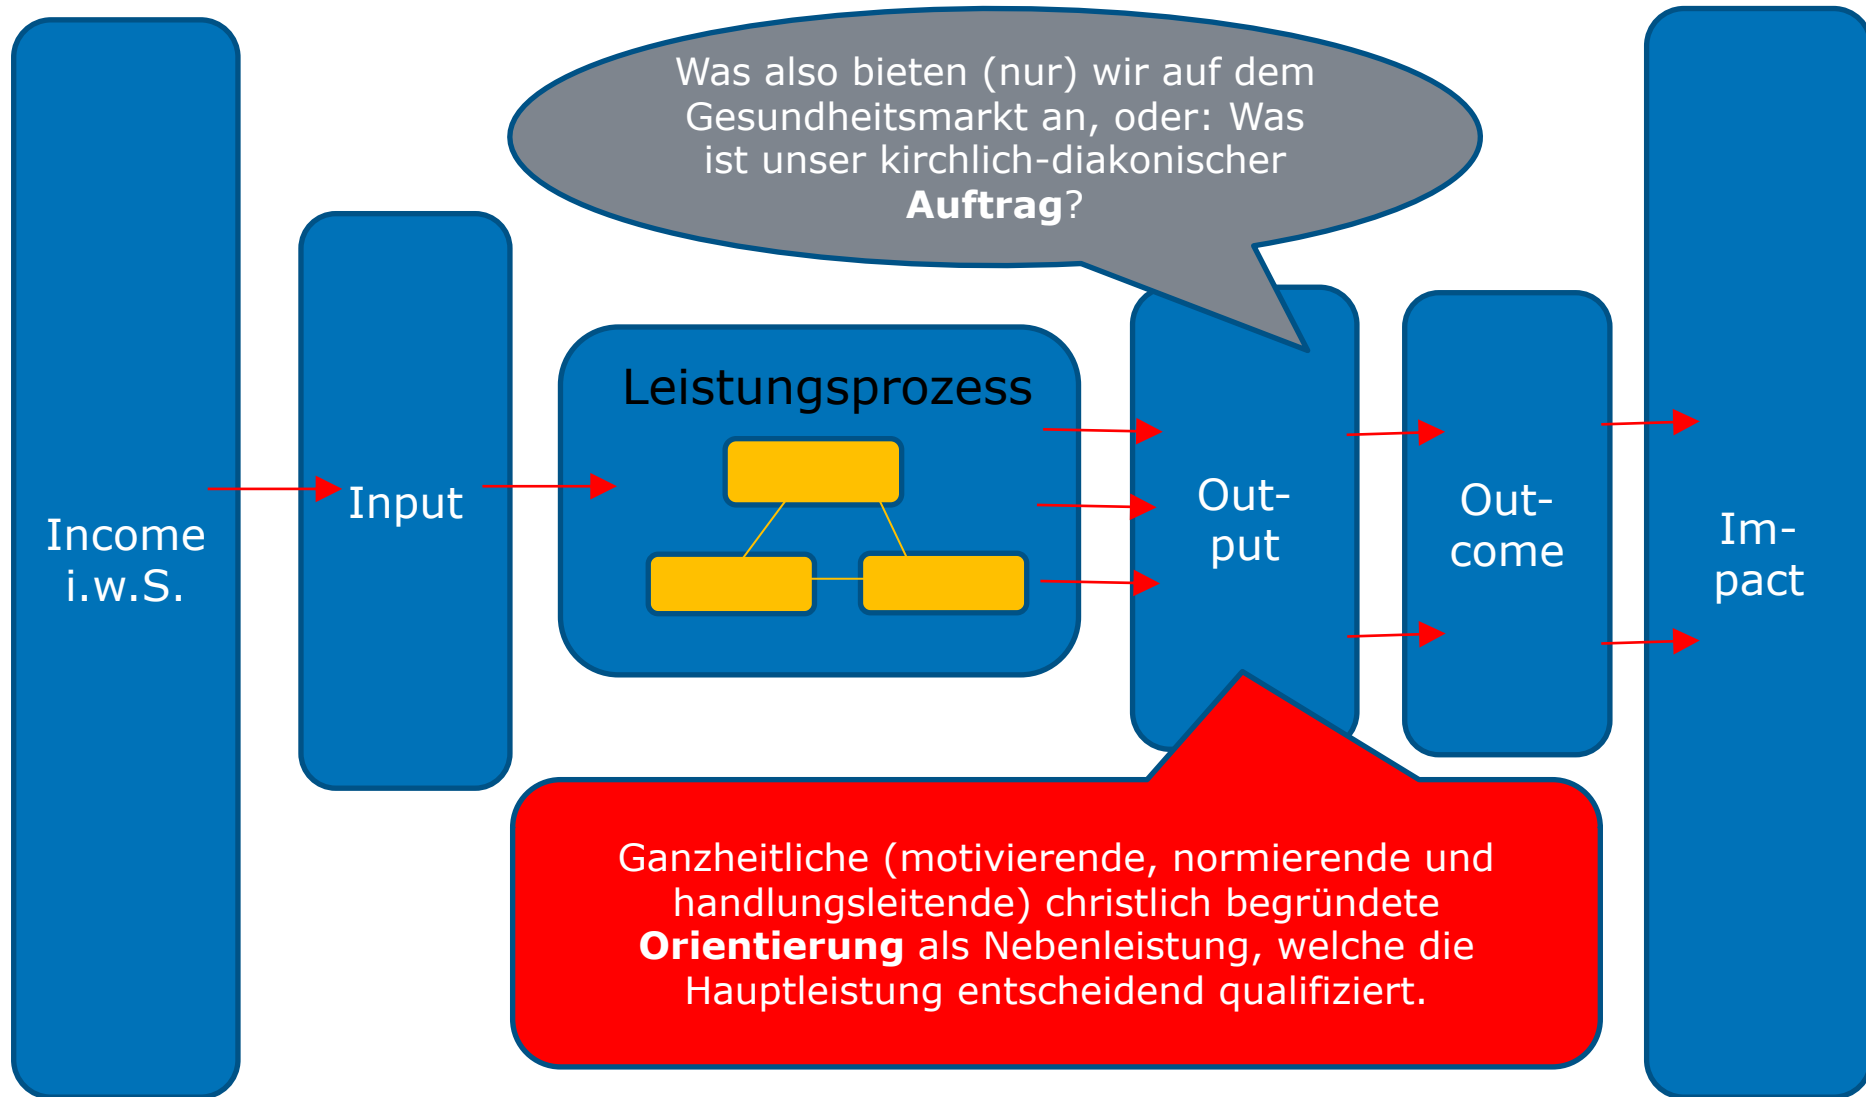 Was also bieten (nur) wir auf dem
Gesundheitsmarkt an, oder: Was
ist unser kirchlich-diakonischer
Auftrag?
Income
i.w.S.
Input
Leistungsprozess
Out-
put
Out-
come
Im-
pact
Ganzheitliche (motivierende, normierende und
handlungsleitende) christlich begründete
Orientierung als Nebenleistung, welche die
Hauptleistung entscheidend qualifiziert.